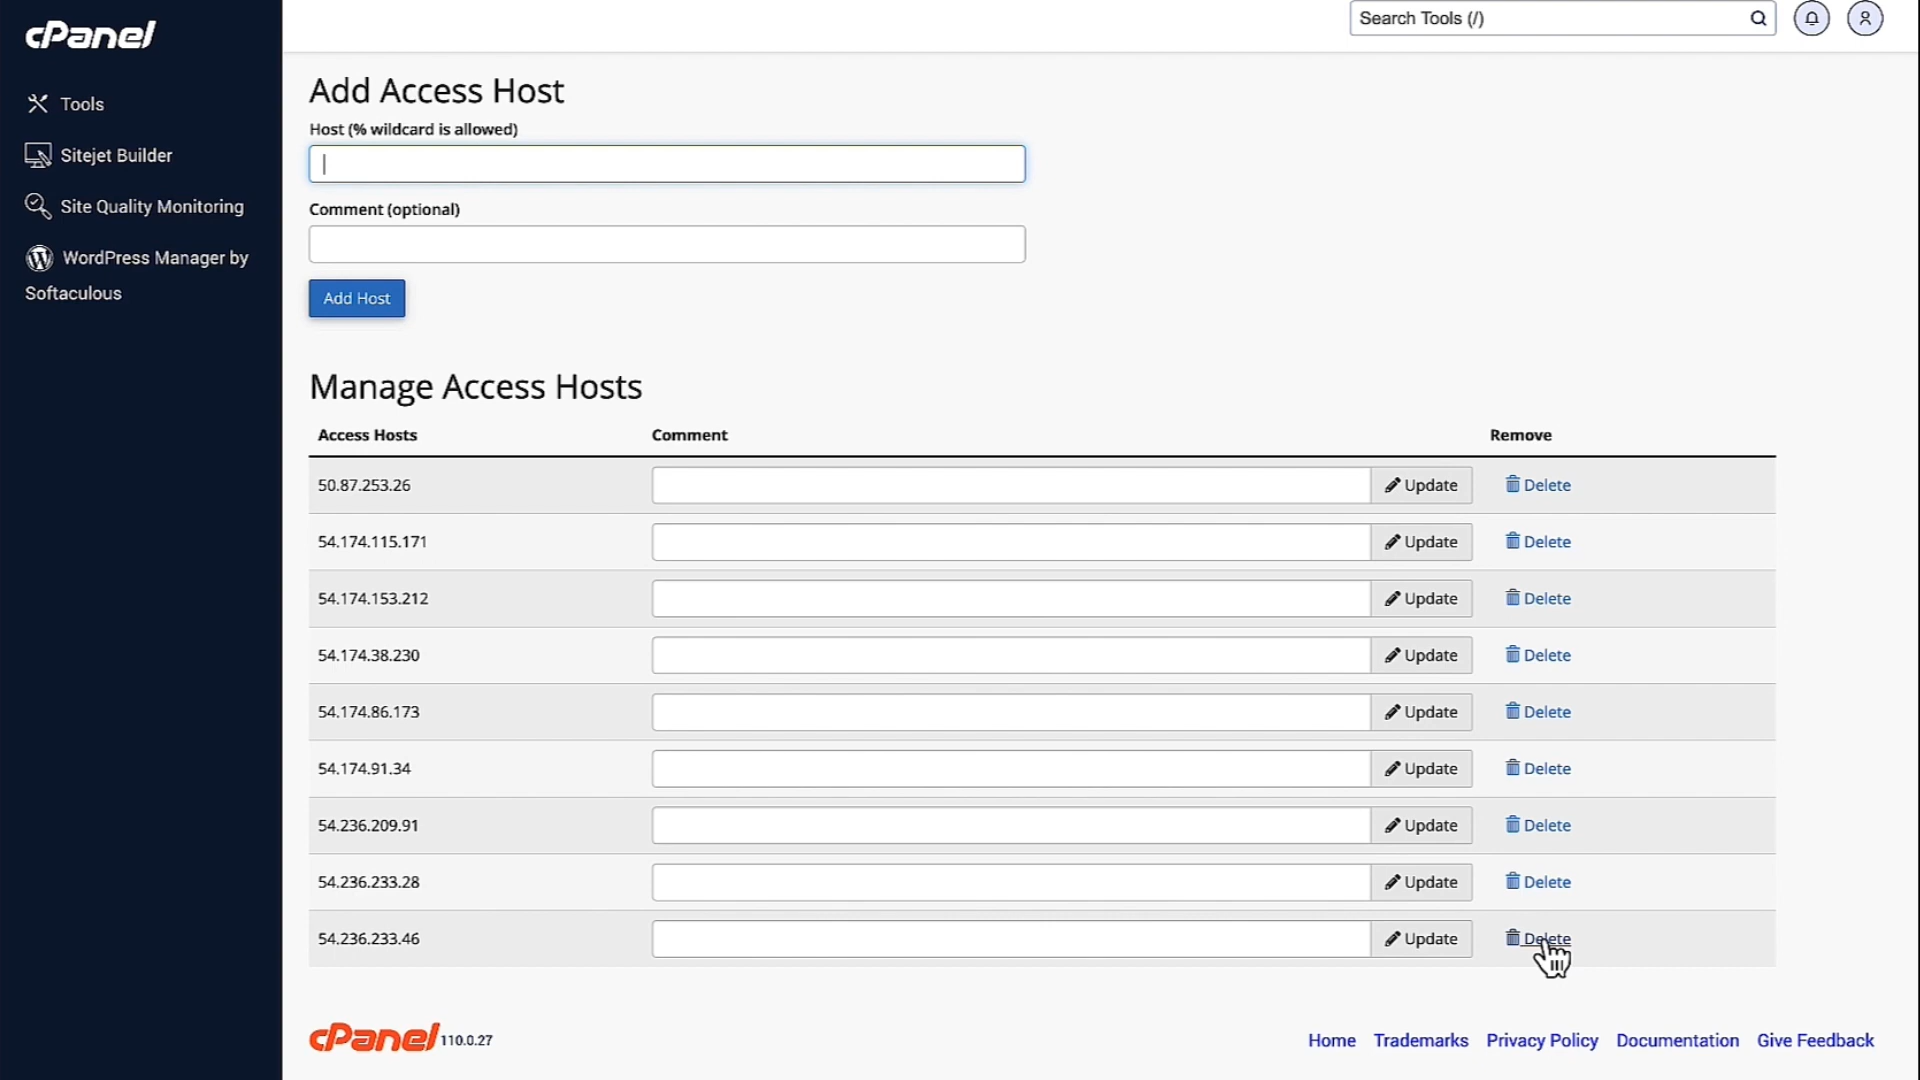 cPanel
Search Tools (/)
Tools
Sitejet Builder
Site Quality Monitoring
WordPress Manager by
Softaculous
Add Access Host
Host (% wildcard is allowed)
Comment (optional)
Add Host
Manage Access Hosts
Access Hosts Comment Remove
50.87.253.26 Update Delete
54.174.115.171 Update Delete
54.174.153.212 Update Delete
54.174.38.230 Update Delete
54.174.86.173 Update Delete
54.174.91.34 Update Delete
54.236.209.91 Update Delete
54.236.233.28 Update Delete
54.236.233.46 Update Delete
cPanel 110.0.27
Home Trademarks Privacy Policy Documentation Give Feedback